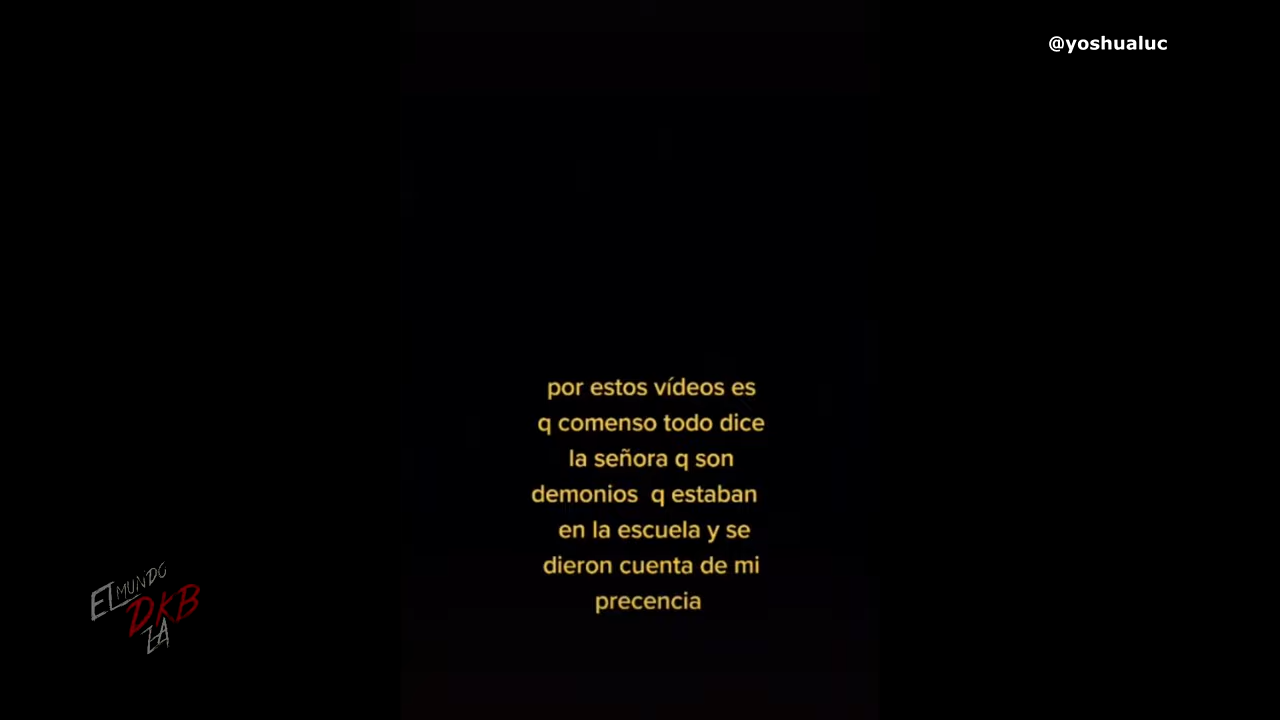 @yoshualuc
por estos vídeos es
q comenso todo dice
la señora q son
demonios q estaban
en la escuela y se
dieron cuenta de mi
precencia
EL MUNDO
DKB
ZA